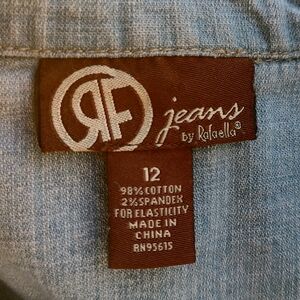 RF jeans
by Rafaella®
12
98% COTTON
2% SPANDEX
FOR ELASTICITY
MADE IN
CHINA
RN95615